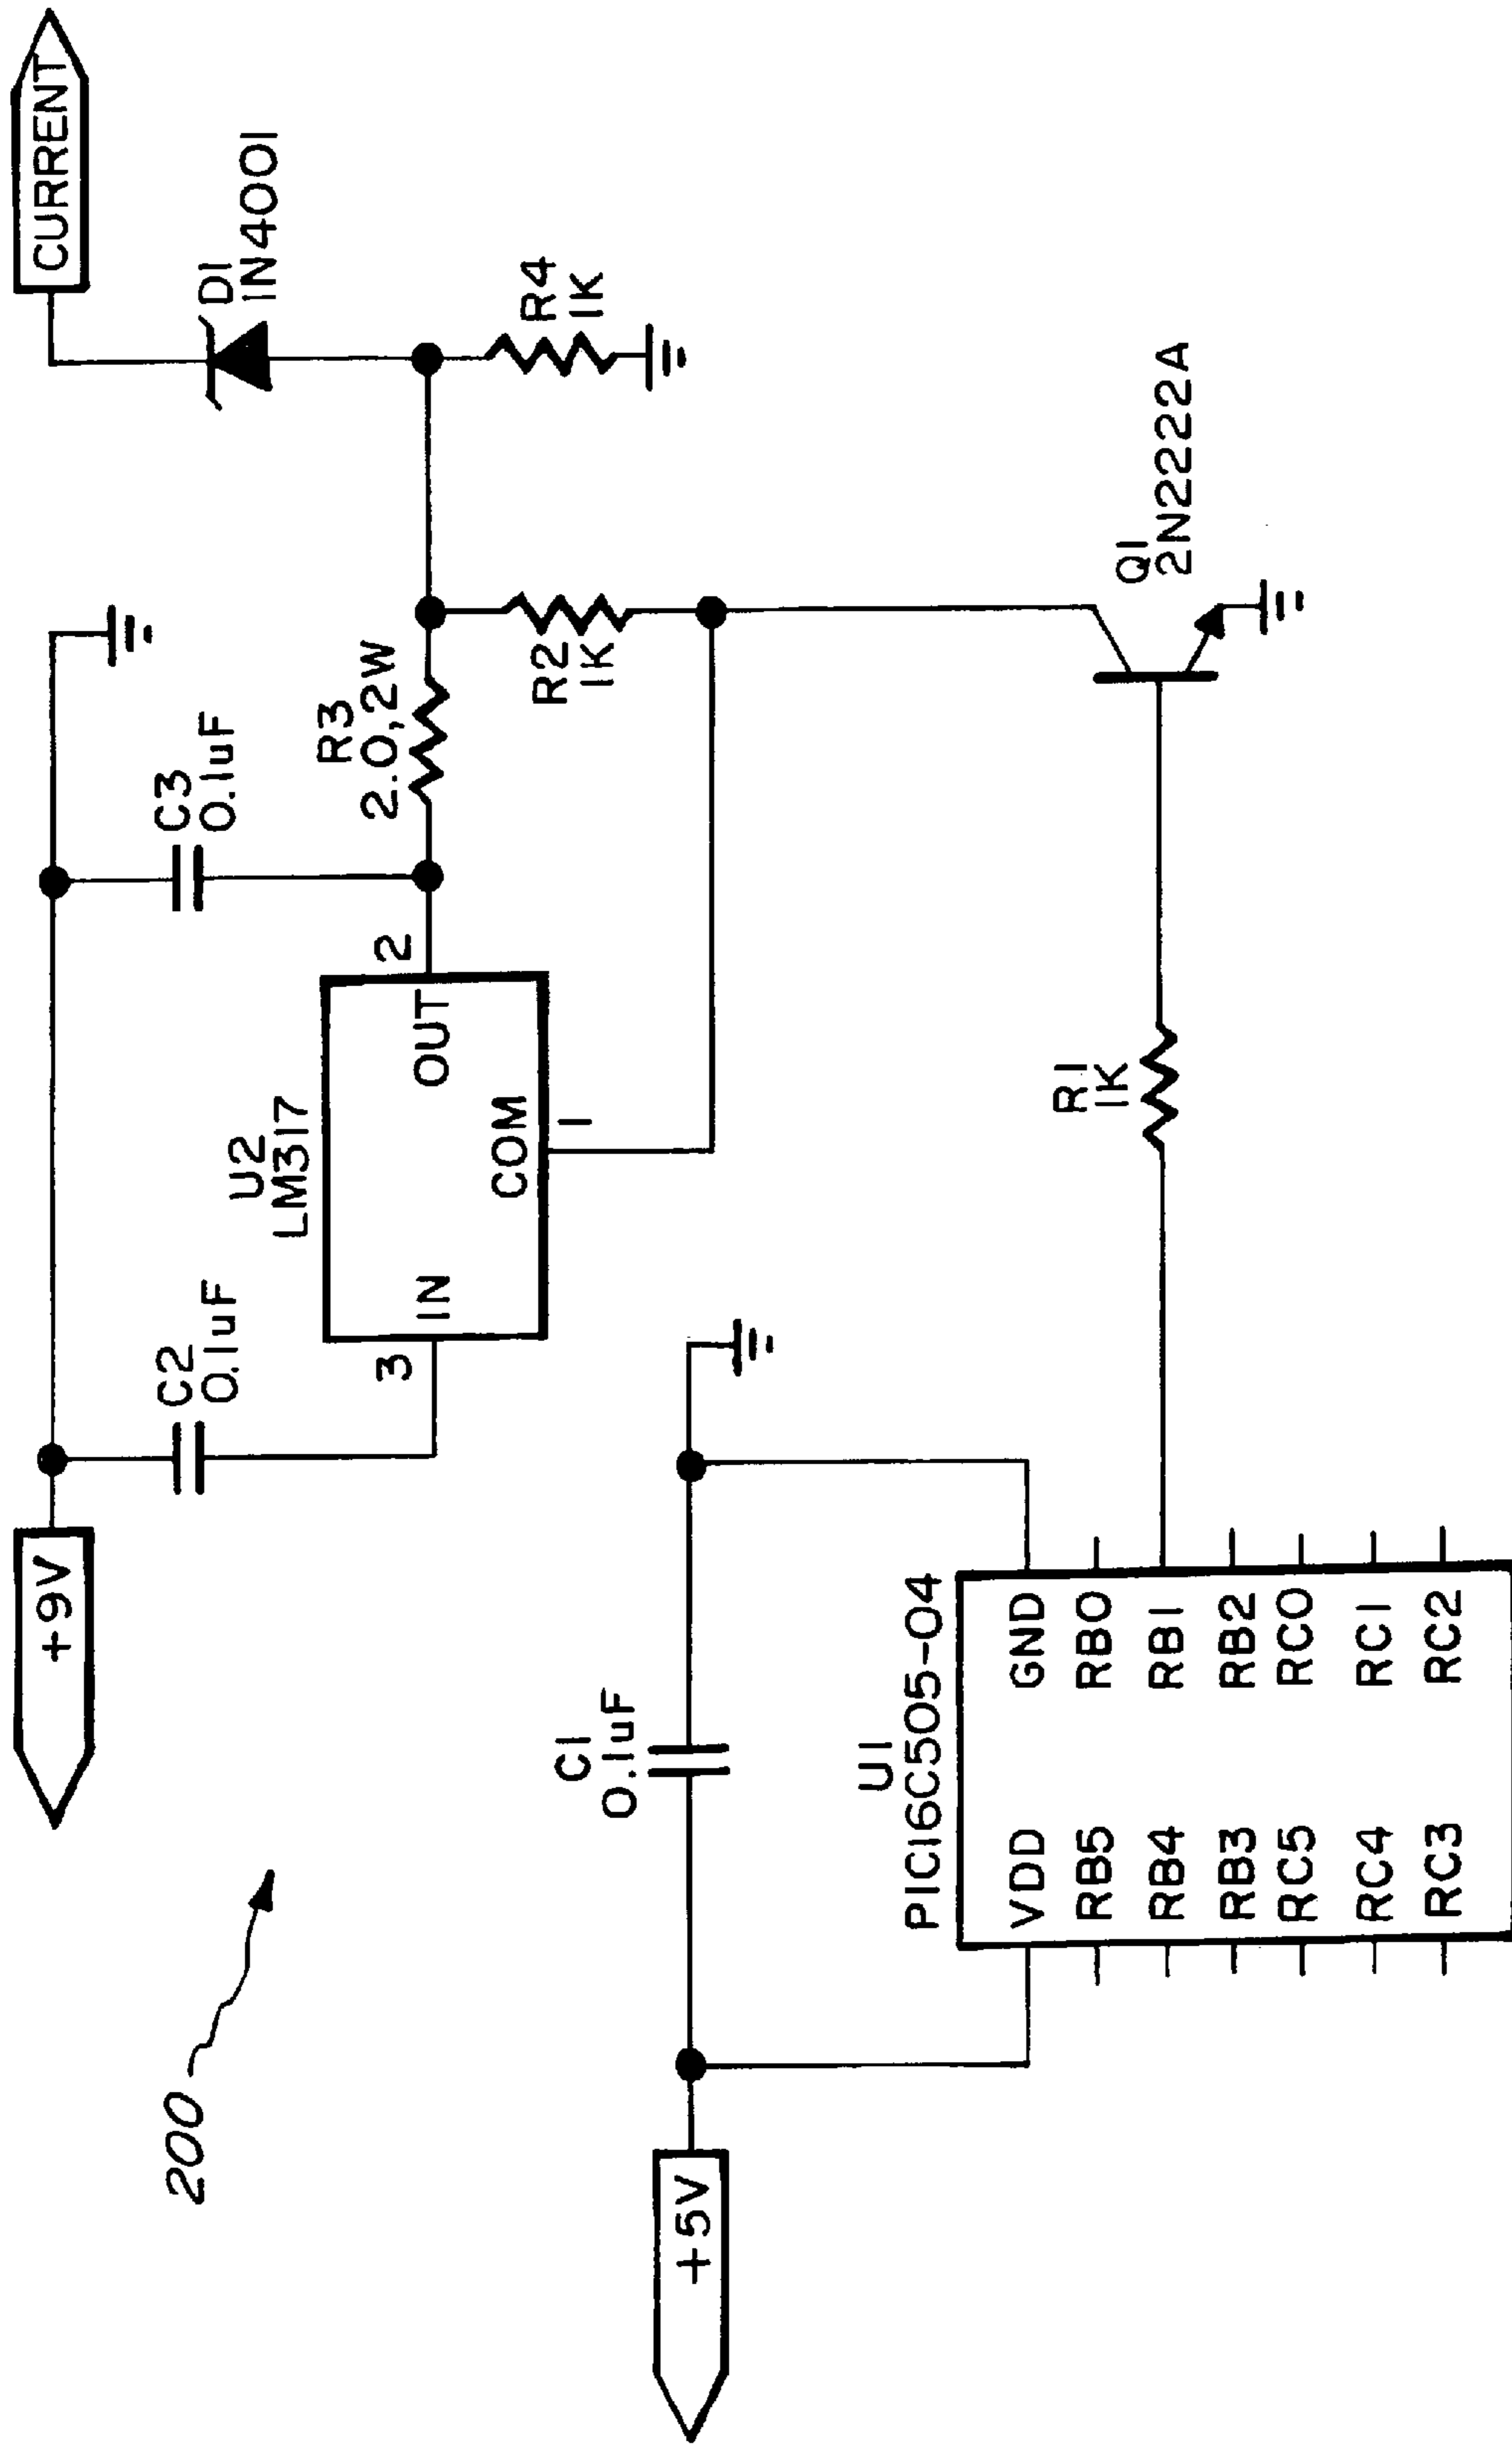 +9V
CURRENT
C2
0.1uF
C3
0.1uF
D1
1N4001
200
U2
LM317
3
IN
OUT
2
COM
1
R3
2.0,2W
R4
1K
R2
1K
C1
0.1uF
+5V
U1
PIC16C505-04
R1
1K
Q1
2N2222A
VDD
GND
RB5
RB0
RB4
RB1
RB3
RB2
RC5
RC0
RC4
RC1
RC3
RC2